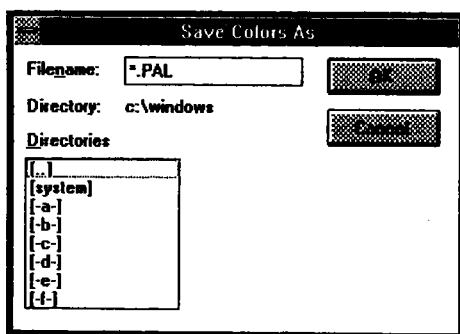 Save Colors As
Filename: *.PAL
OK
Directory: c:\windows
Cancel
Directories
[..]
[system]
[-a-]
[-b-]
[-c-]
[-d-]
[-e-]
[-f-]